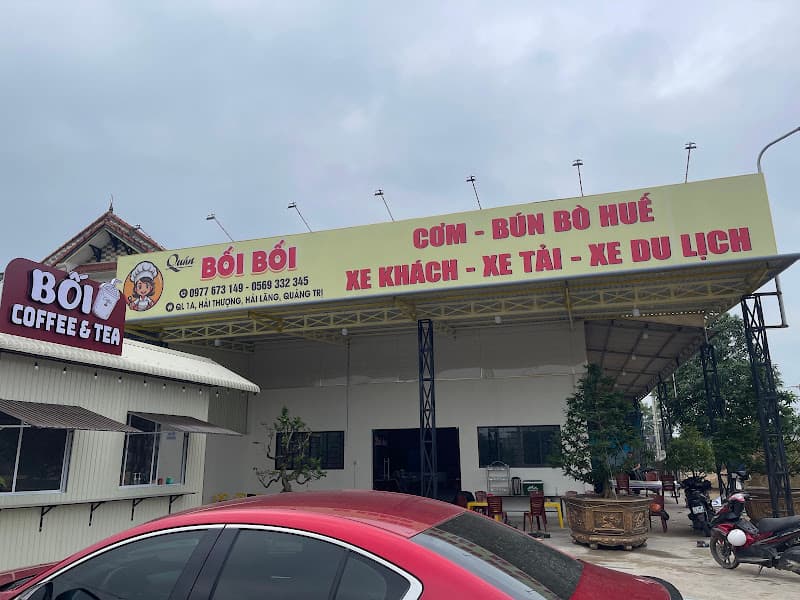 Quán
BỐI BỐI
0977 673 149 - 0569 332 345
QL 1A, HẢI THƯỢNG, HẢI LĂNG, QUẢNG TRỊ
CƠM - BÚN BÒ HUẾ
XE KHÁCH - XE TẢI - XE DU LỊCH
BỐI
COFFEE & TEA